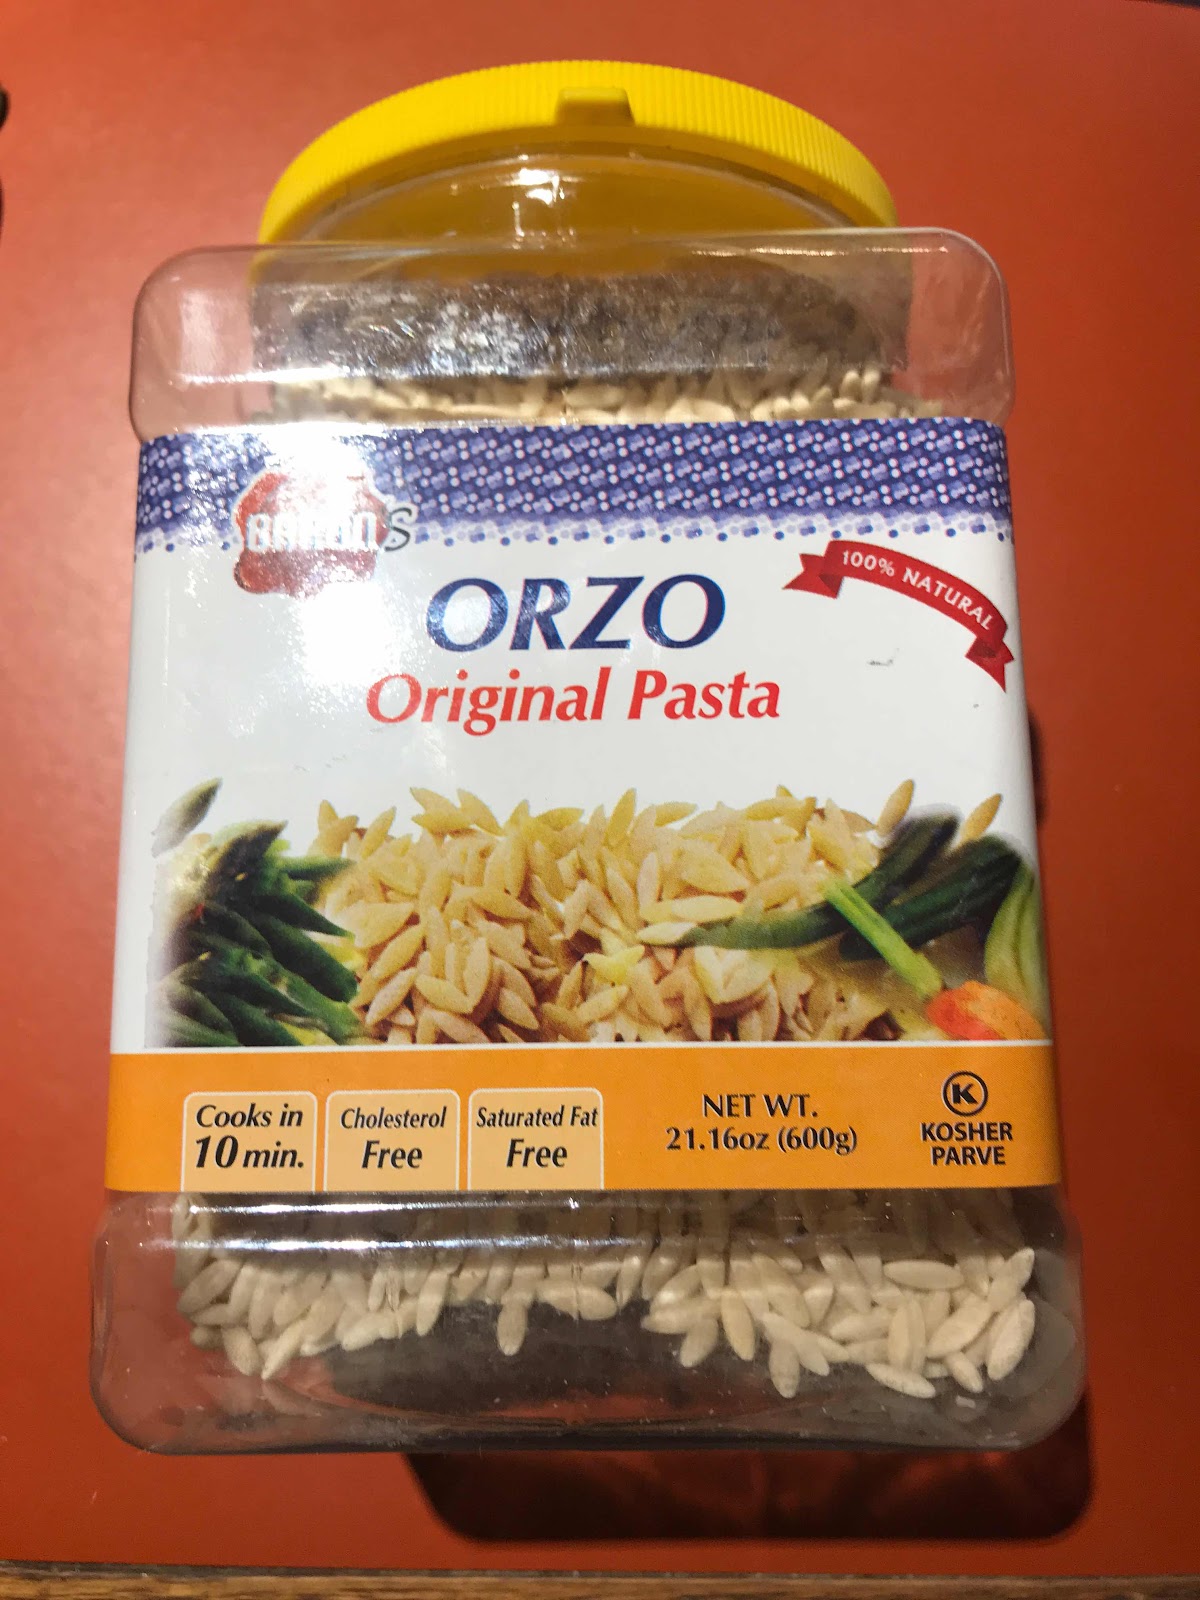 ORZO
Original Pasta
100% NATURAL
Cooks in
10 min.
Cholesterol
Free
Saturated Fat
Free
NET WT.
21.16oz (600g)
K
KOSHER
PARVE